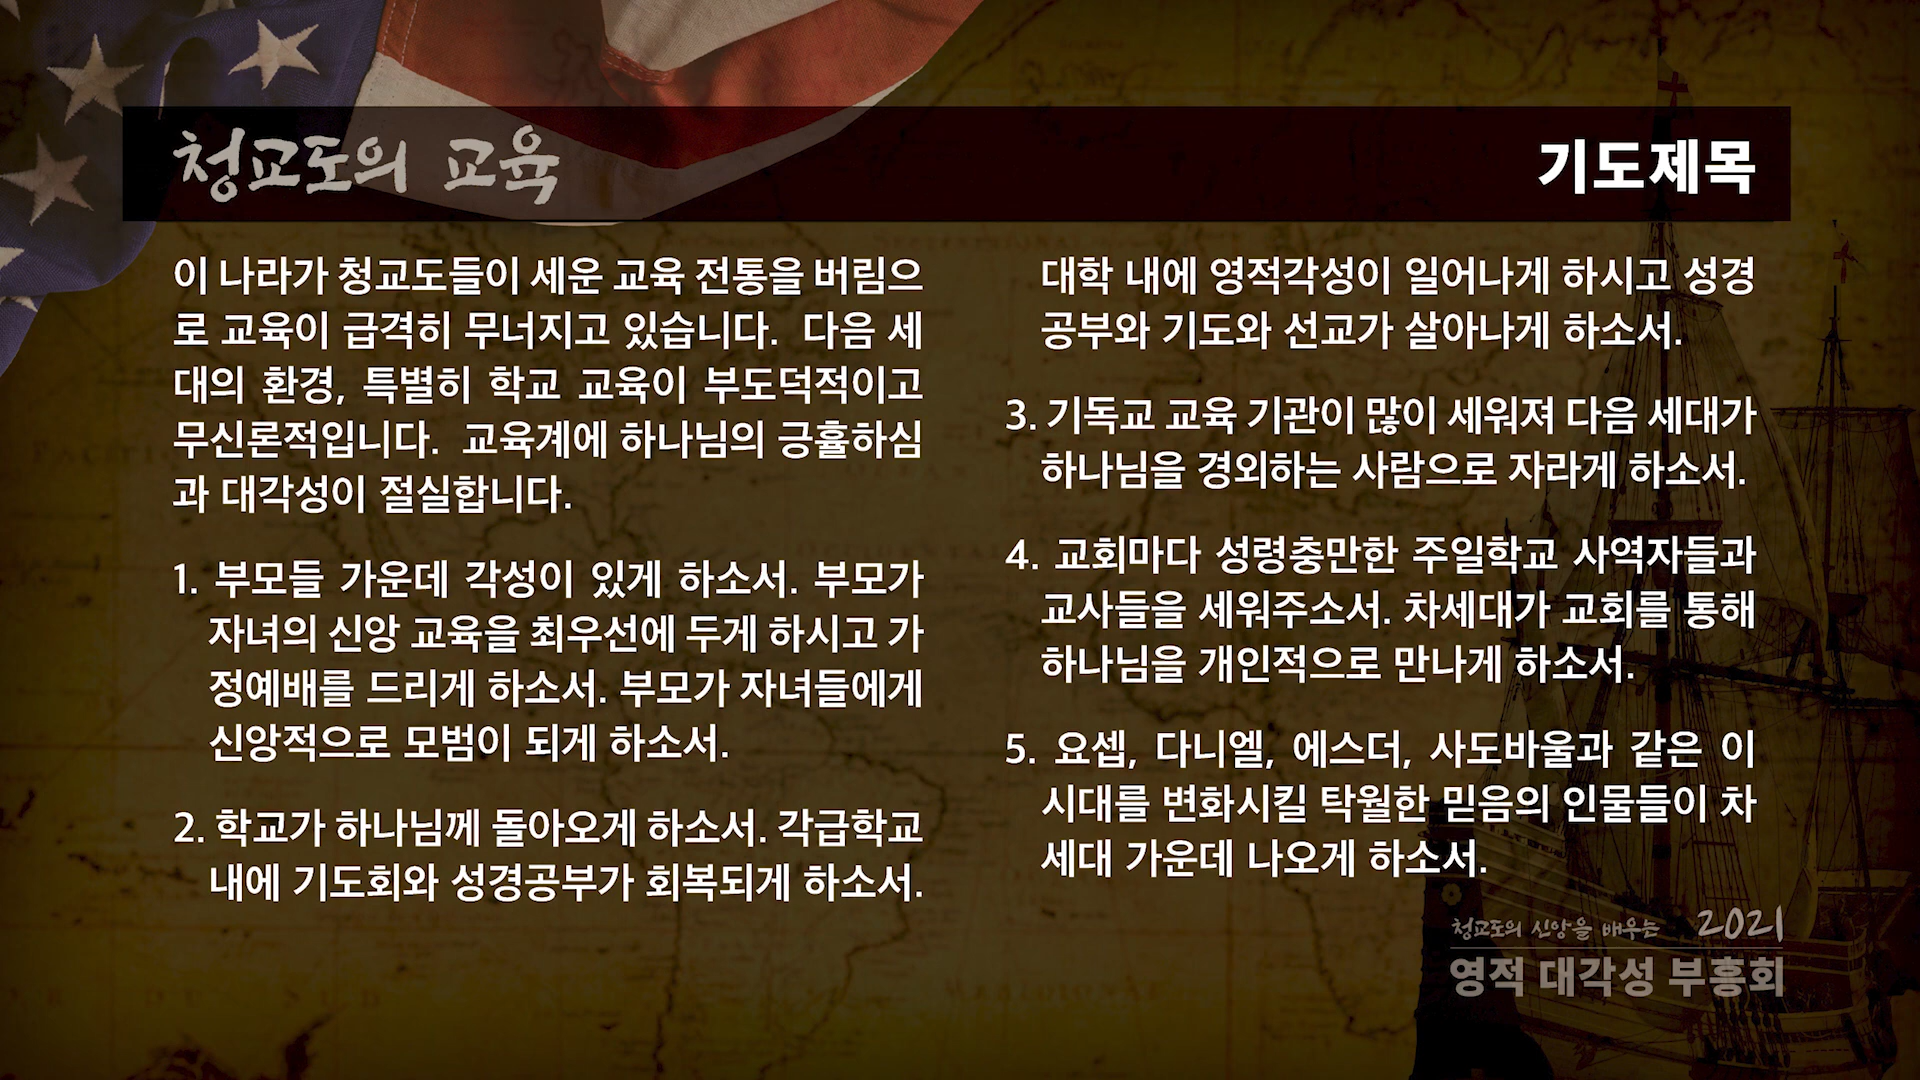 청교도의 교육
기도제목
이 나라가 청교도들이 세운 교육 전통을 버림으
로 교육이 급격히 무너지고 있습니다. 다음 세
대의 환경, 특별히 학교 교육이 부도덕적이고
무신론적입니다. 교육계에 하나님의 긍휼하심
과 대각성이 절실합니다.
1. 부모들 가운데 각성이 있게 하소서. 부모가
자녀의 신앙 교육을 최우선에 두게 하시고 가
정예배를 드리게 하소서. 부모가 자녀들에게
신앙적으로 모범이 되게 하소서.
2. 학교가 하나님께 돌아오게 하소서. 각급학교
내에 기도회와 성경공부가 회복되게 하소서.
대학 내에 영적각성이 일어나게 하시고 성경
공부와 기도와 선교가 살아나게 하소서.
3. 기독교 교육 기관이 많이 세워져 다음 세대가
하나님을 경외하는 사람으로 자라게 하소서.
4. 교회마다 성령충만한 주일학교 사역자들과
교사들을 세워주소서. 차세대가 교회를 통해
하나님을 개인적으로 만나게 하소서.
5. 요셉, 다니엘, 에스더, 사도바울과 같은 이
시대를 변화시킬 탁월한 믿음의 인물들이 차
세대 가운데 나오게 하소서.
청교도의 신앙을 배우는 2021
영적 대각성 부흥회